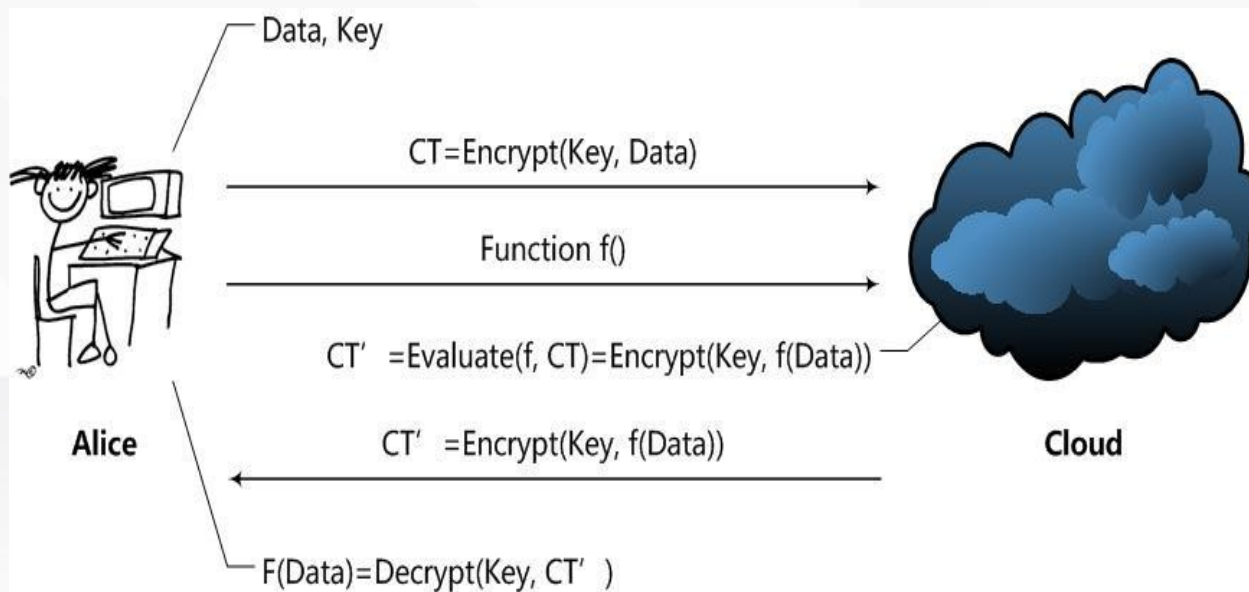 Data, Key
CT=Encrypt(Key, Data)
Function f()
CT′ =Evaluate(f, CT)=Encrypt(Key, f(Data))
Alice
CT′ =Encrypt(Key, f(Data))
Cloud
F(Data)=Decrypt(Key, CT′ )